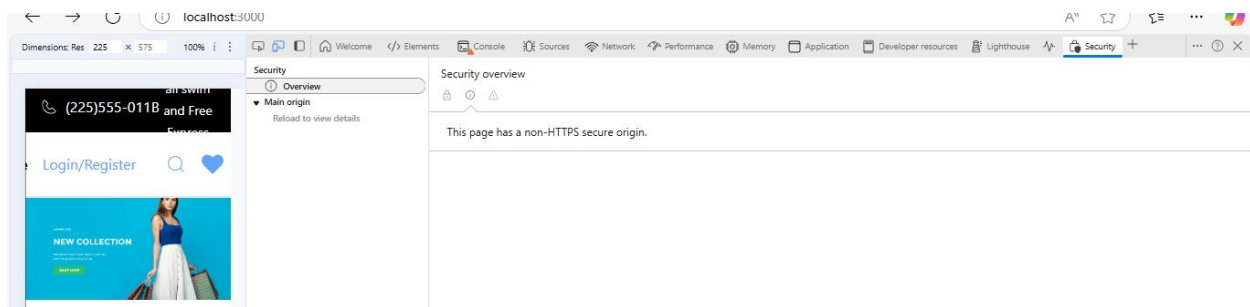 localhost:3000
Dimensions: Res 225 × 575 100%
Welcome </> Elements Console Sources Network Performance Memory Application Developer resources Lighthouse Security
Security
Overview
Main origin
Reload to view details
Security overview
This page has a non-HTTPS secure origin.
(225)555-011B
and Free
Login/Register
NEW COLLECTION
SHOP NOW